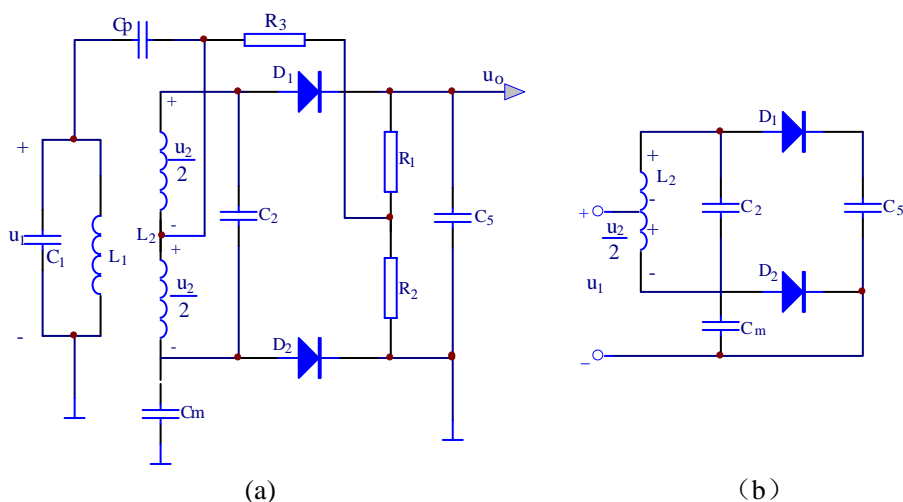 Cp
R3
D1
uo
+
+
u2/2
R1
+
u1
C1
L1
-
L2
+
C2
C5
u2/2
R2
-
-
D2
Cm
(a)
D1
+
L2
-
C2
C5
+
+
u2/2
D2
-
u1
Cm
-
（b）